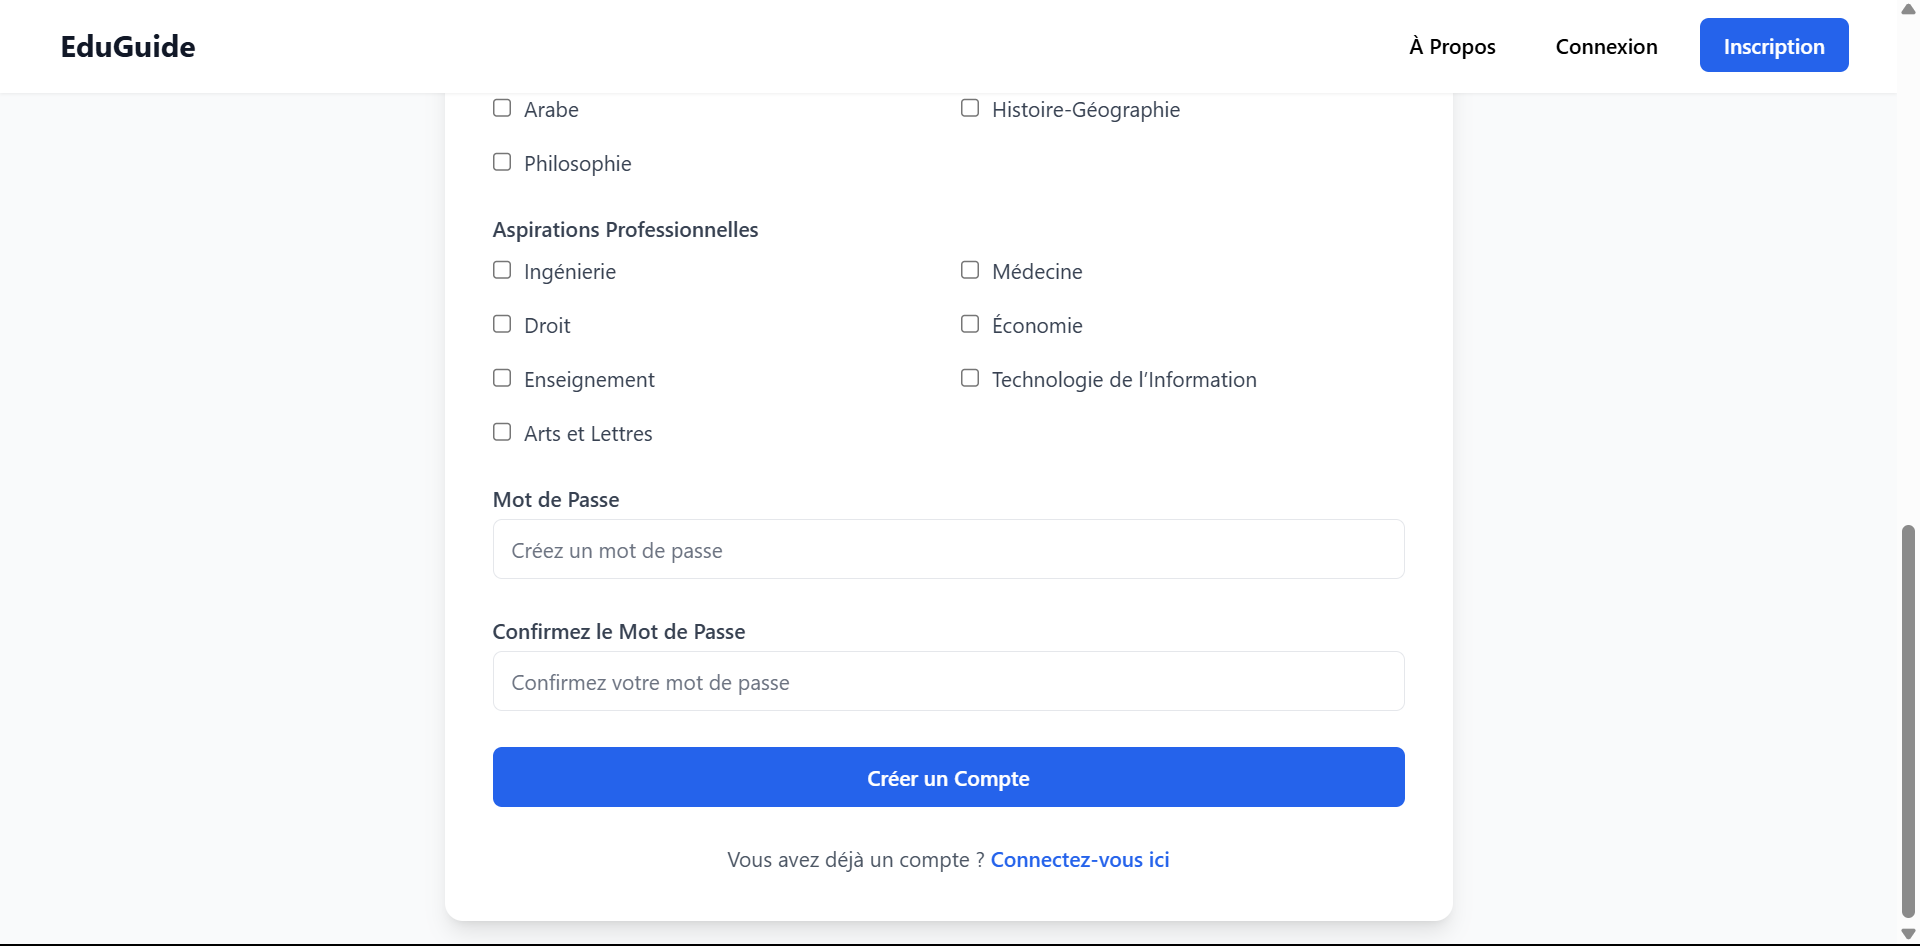 EduGuide
À Propos
Connexion
Inscription
Arabe
Histoire-Géographie
Philosophie
Aspirations Professionnelles
Ingénierie
Médecine
Droit
Économie
Enseignement
Technologie de l’Information
Arts et Lettres
Mot de Passe
Créez un mot de passe
Confirmez le Mot de Passe
Confirmez votre mot de passe
Créer un Compte
Vous avez déjà un compte ? Connectez-vous ici